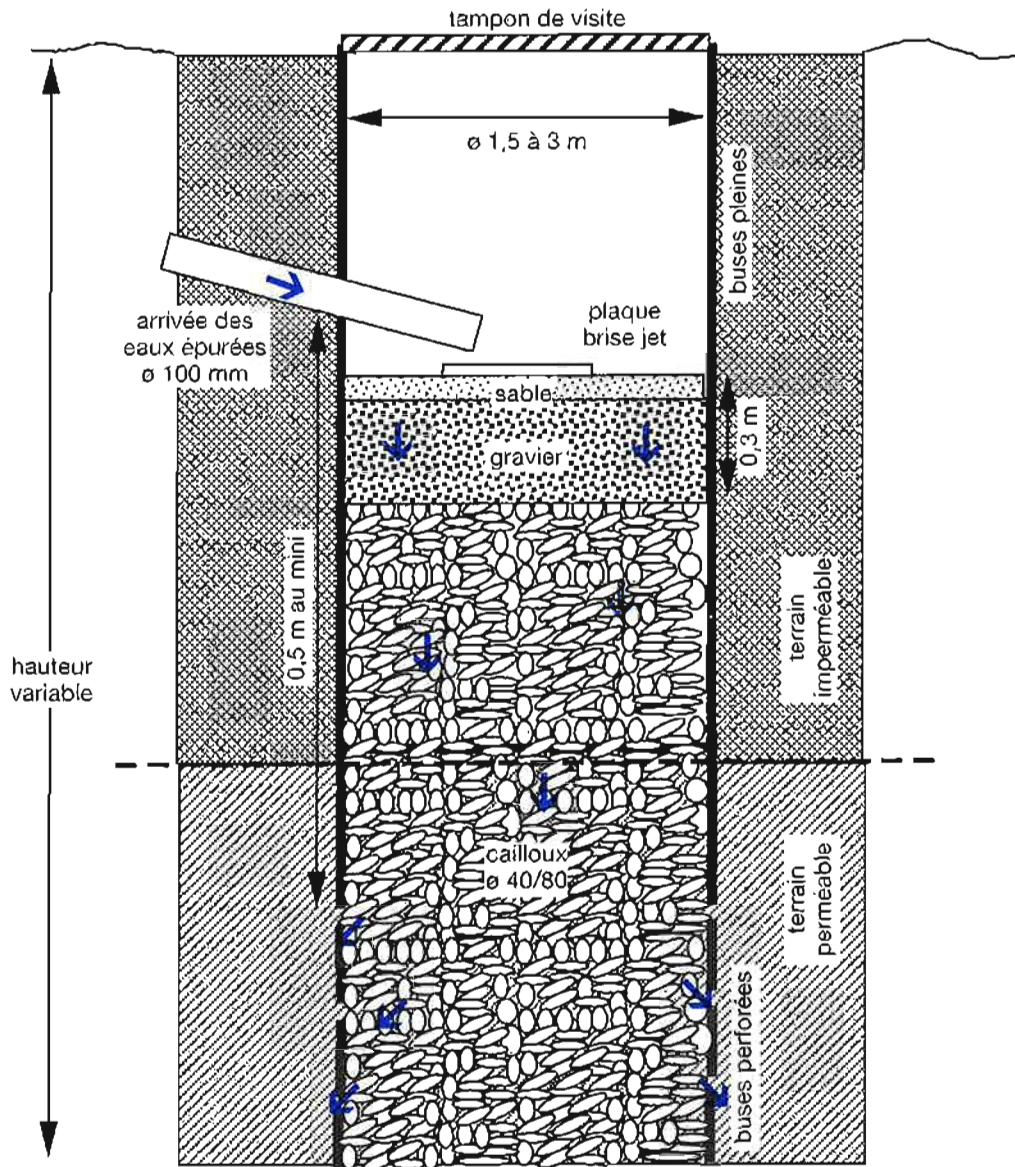 tampon de visite
ø 1,5 à 3 m
buses pleines
arrivée des
eaux épurées
ø 100 mm
plaque
brise jet
sable
gravier
0,3 m
0,5 m au mini
hauteur
variable
terrain
imperméable
cailloux
ø 40/80
terrain
perméable
buses perforées